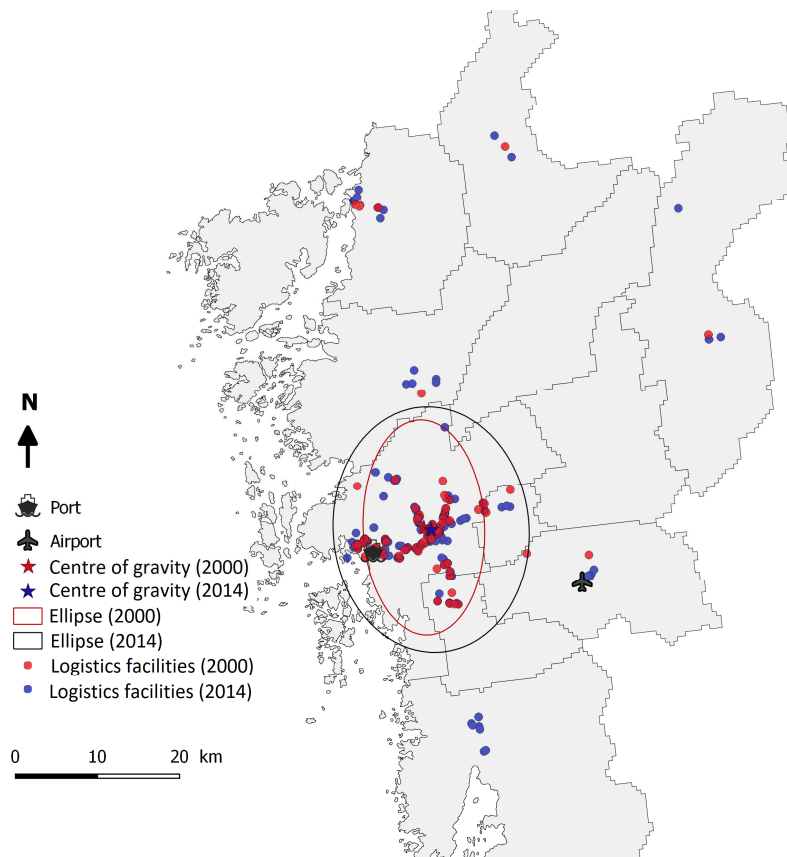 N
Port
Airport
Centre of gravity (2000)
Centre of gravity (2014)
Ellipse (2000)
Ellipse (2014)
Logistics facilities (2000)
Logistics facilities (2014)
0 10 20 km